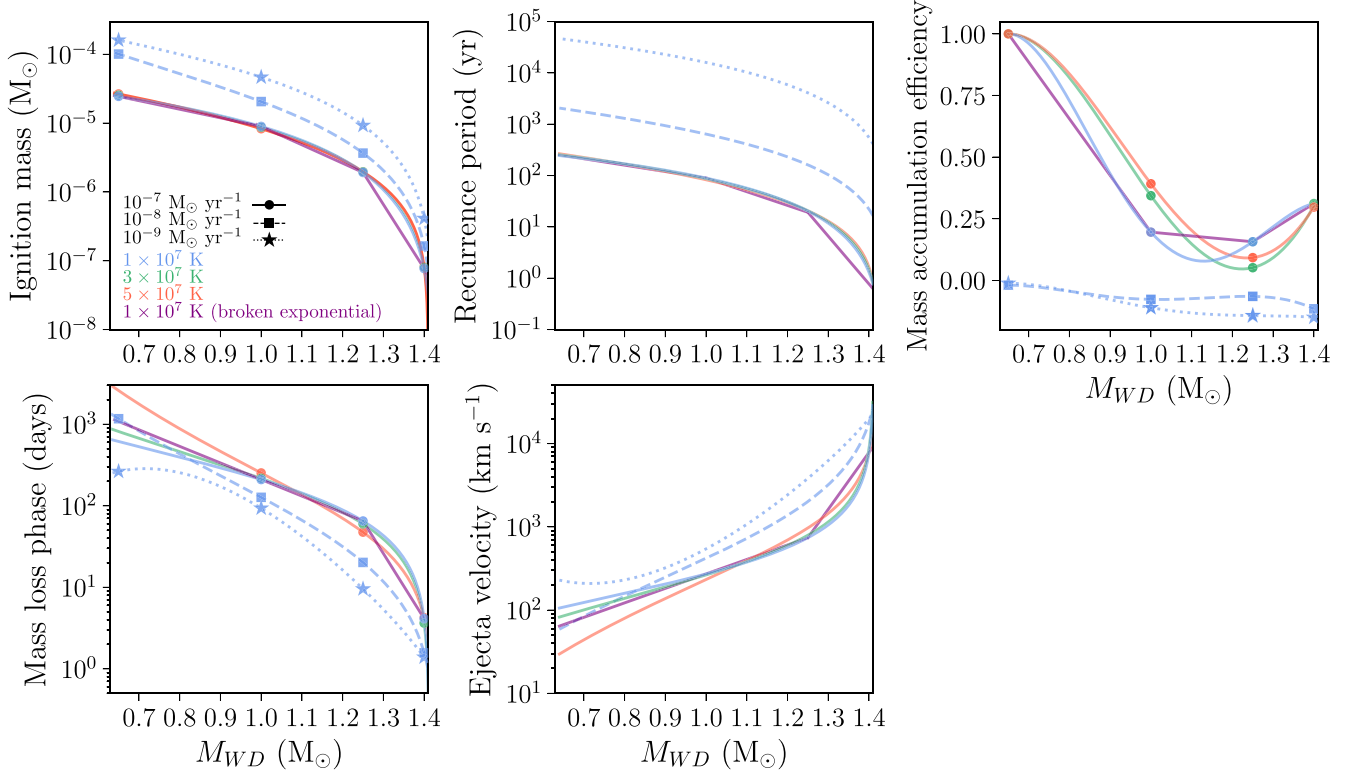 Ignition mass (M☉)
10⁻⁴
10⁻⁵
10⁻⁶
10⁻⁷
10⁻⁸
10⁻⁷ M☉ yr⁻¹
10⁻⁸ M☉ yr⁻¹
10⁻⁹ M☉ yr⁻¹
1 × 10⁷ K
3 × 10⁷ K
5 × 10⁷ K
1 × 10⁷ K (broken exponential)
0.7 0.8 0.9 1.0 1.1 1.2 1.3 1.4
Recurrence period (yr)
10⁵
10⁴
10³
10²
10¹
10⁰
10⁻¹
0.7 0.8 0.9 1.0 1.1 1.2 1.3 1.4
Mass accumulation efficiency
1.00
0.75
0.50
0.25
0.00
0.7 0.8 0.9 1.0 1.1 1.2 1.3 1.4
M_WD (M☉)
Mass loss phase (days)
10³
10²
10¹
10⁰
0.7 0.8 0.9 1.0 1.1 1.2 1.3 1.4
M_WD (M☉)
Ejecta velocity (km s⁻¹)
10⁴
10³
10²
10¹
0.7 0.8 0.9 1.0 1.1 1.2 1.3 1.4
M_WD (M☉)